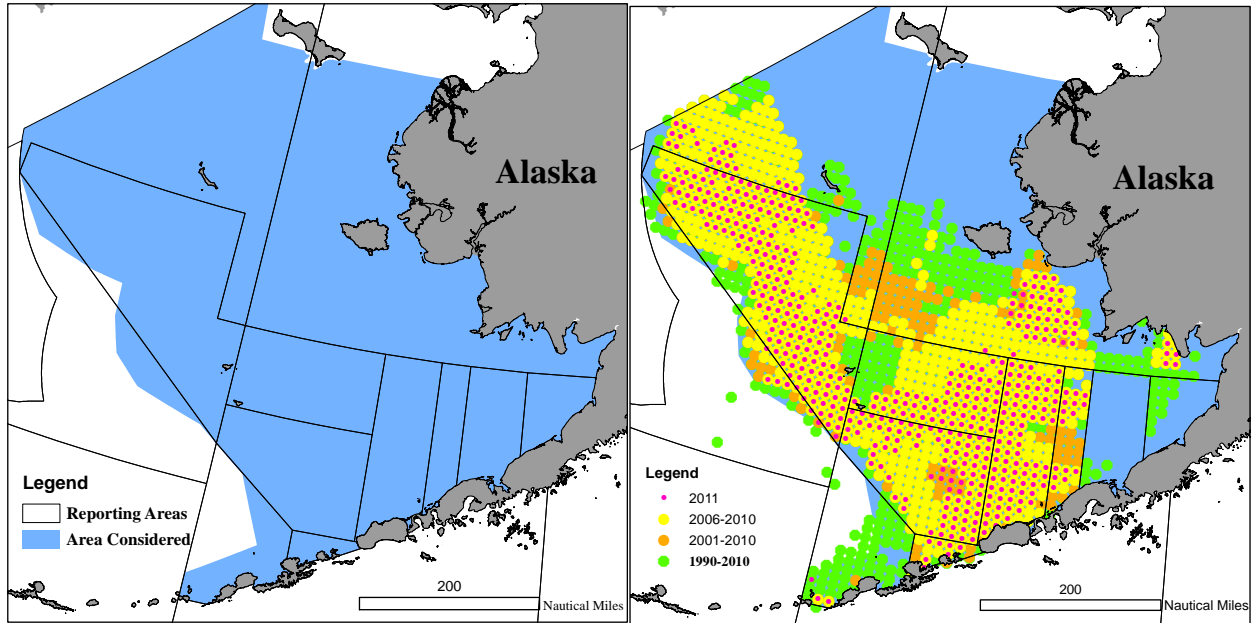 Alaska
Legend
Reporting Areas
Area Considered
200
Nautical Miles
Alaska
Legend
2011
2006-2010
2001-2010
1990-2010
200
Nautical Miles